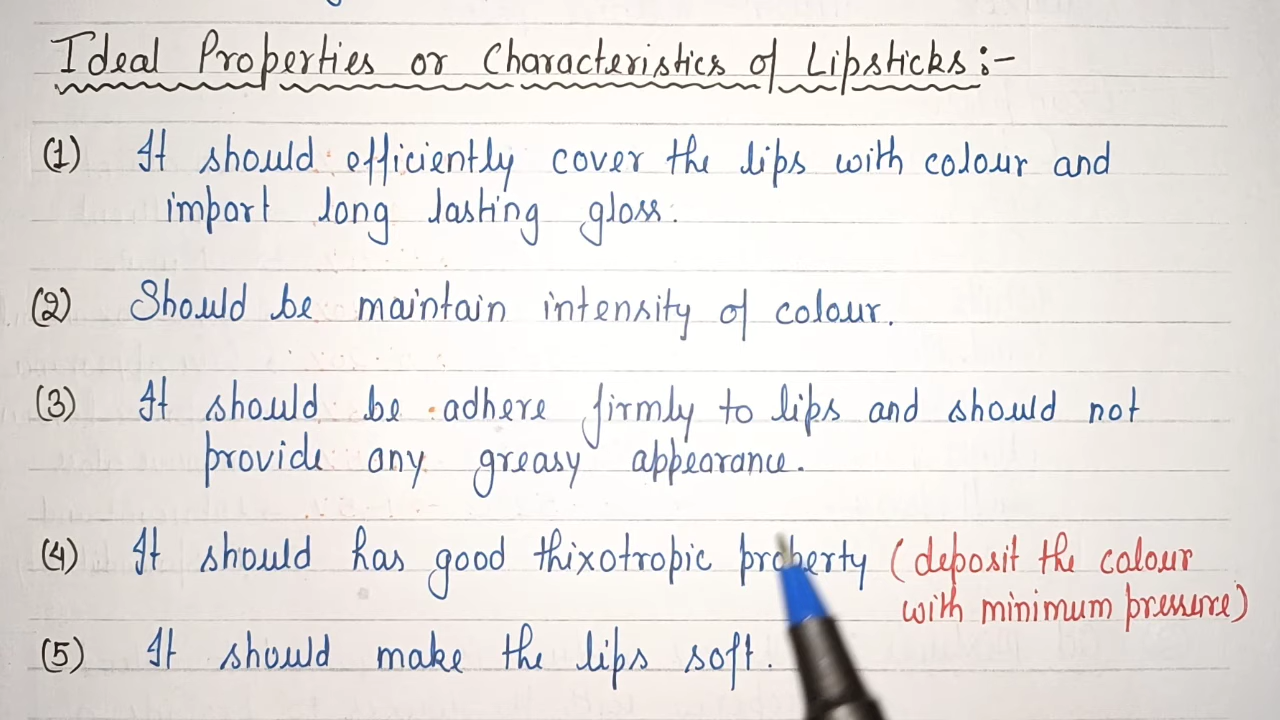 Ideal Properties or Characteristics of Lipsticks :-
(1) It should efficiently cover the lips with colour and
impart long lasting gloss.
(2) Should be maintain intensity of colour.
(3) It should be adhere firmly to lips and should not
provide any greasy appearance.
(4) It should has good thixotropic property (deposit the colour
with minimum pressure)
(5) It should make the lips soft.